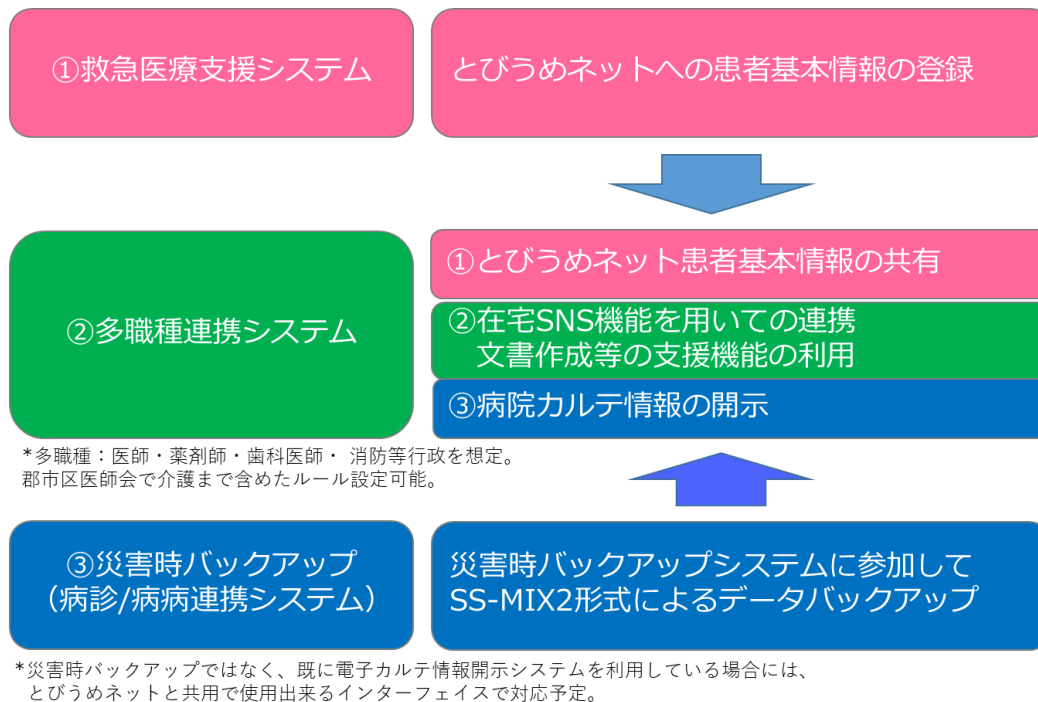 ①救急医療支援システム
とびうめネットへの患者基本情報の登録
②多職種連携システム
①とびうめネット患者基本情報の共有
②在宅SNS機能を用いての連携
文書作成等の支援機能の利用
③病院カルテ情報の開示
*多職種：医師・薬剤師・歯科医師・ 消防等行政を想定。
郡市区医師会で介護まで含めたルール設定可能。
③災害時バックアップ
（病診/病病連携システム）
災害時バックアップシステムに参加して
SS-MIX2形式によるデータバックアップ
*災害時バックアップではなく、既に電子カルテ情報開示システムを利用している場合には、
とびうめネットと共用で使用出来るインターフェイスで対応予定。